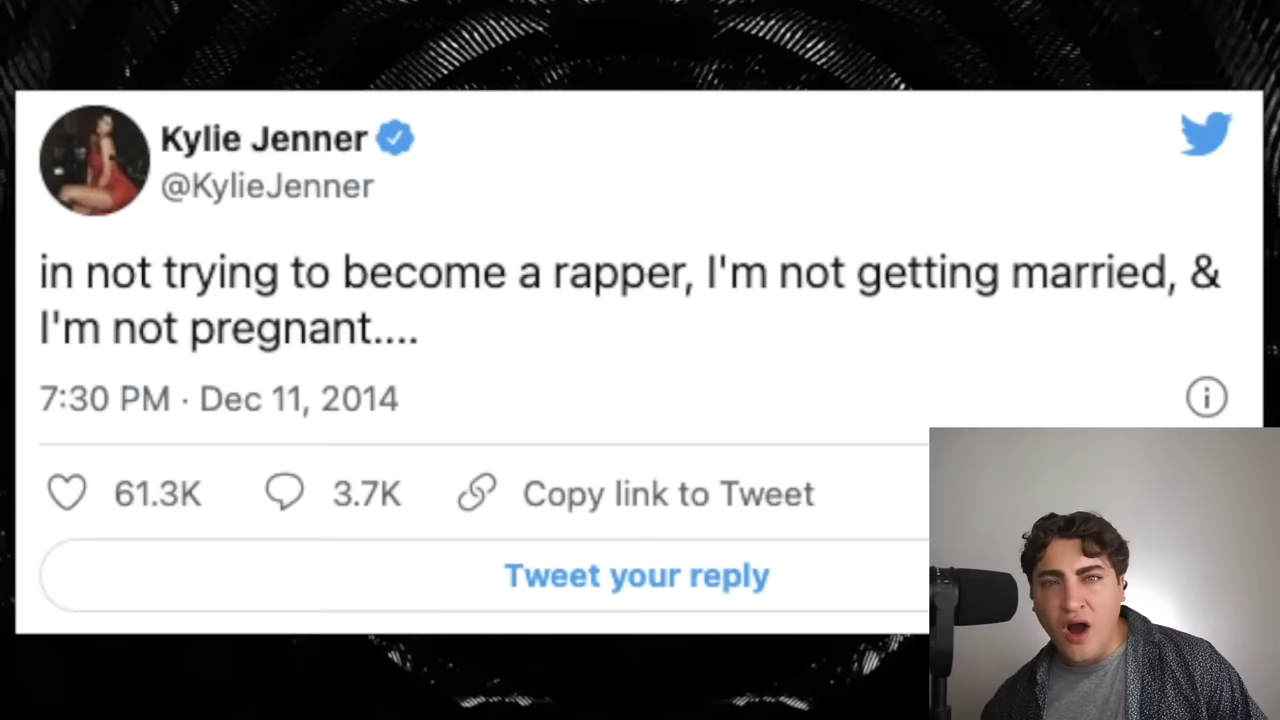 Kylie Jenner
@KylieJenner
in not trying to become a rapper, I'm not getting married, &
I'm not pregnant....
7:30 PM · Dec 11, 2014
61.3K 3.7K Copy link to Tweet
Tweet your reply